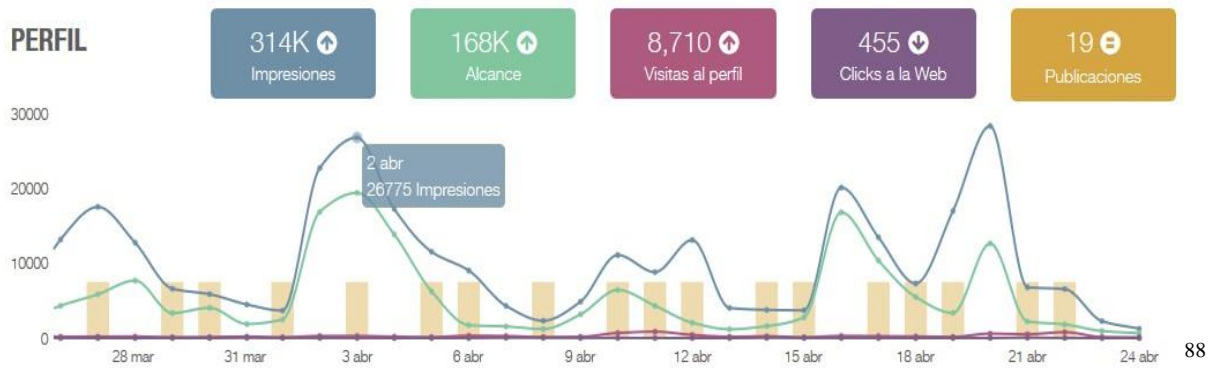 PERFIL
314K
Impresiones
168K
Alcance
8,710
Visitas al perfil
455
Clicks a la Web
19
Publicaciones
30000
20000
10000
0
2 abr
26775 Impresiones
28 mar 31 mar 3 abr 6 abr 9 abr 12 abr 15 abr 18 abr 21 abr 24 abr
88